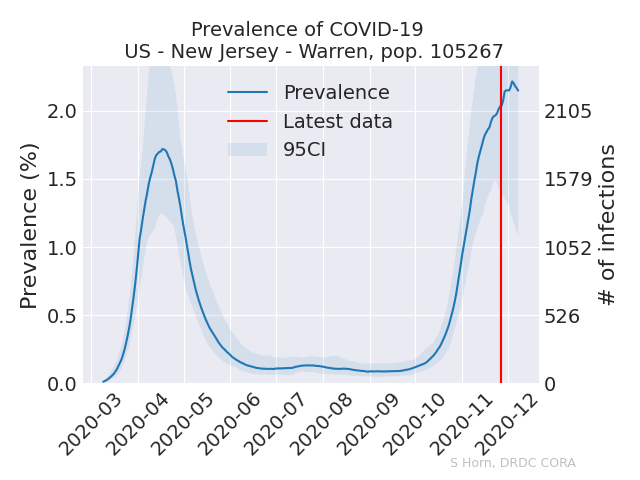 Prevalence of COVID-19
US - New Jersey - Warren, pop. 105267
Prevalence
Latest data
95CI
Prevalence (%)
2.0
1.5
1.0
0.5
0.0
2105
1579
1052
526
0
# of infections
2020-03
2020-04
2020-05
2020-06
2020-07
2020-08
2020-09
2020-10
2020-11
2020-12
S Horn, DRDC CORA